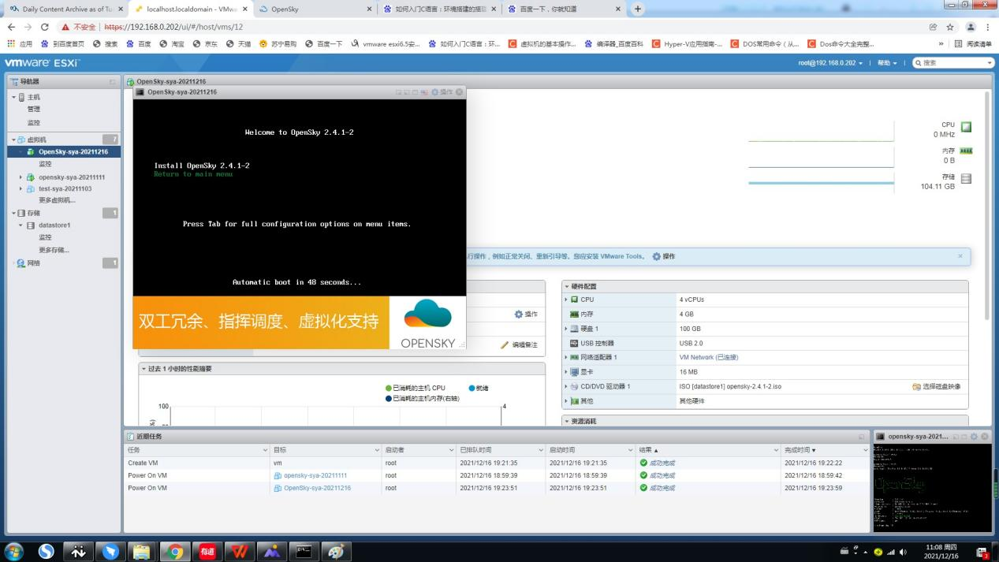 Daily Content Archive as of Tu
localhost.localdomain - VMwa
OpenSky
如何入门C语言：环境搭建的搭
百度一下，你就知道
不安全 https://192.168.0.202/ui/#/host/vms/12
应用 到百度首页 搜索 百度 淘宝 京东 天猫 苏宁易购 百度一下 vmware esxi6.5安... 如何入门C语言：环... 虚拟机的基本操作... 编译器_百度百科 Hyper-V应用指南-... DOS常用命令（从... Dos命令大全完整... » 阅读清单
vmware ESXi™
root@192.168.0.202 | 帮助 | 搜索
导航器
主机
管理
监控
虚拟机 7
OpenSky-sya-20211216
监控
opensky-sya-20211111
test-sya-20211103
更多虚拟机...
存储 1
datastore1
监控
更多存储...
网络 1
OpenSky-sya-20211216
OpenSky-sya-20211216 操作
Welcome to OpenSky 2.4.1-2
Install OpenSky 2.4.1-2
Return to main menu
Press Tab for full configuration options on menu items.
Automatic boot in 48 seconds...
双工冗余、指挥调度、虚拟化支持
OPENSKY
CPU
0 MHz
内存
0 B
存储
104.11 GB
行操作，例如正常关闭、重新引导等。您应安装 VMware Tools。 操作
操作
编辑备注
硬件配置
CPU 4 vCPUs
内存 4 GB
硬盘 1 100 GB
USB 控制器 USB 2.0
网络适配器 1 VM Network (已连接)
显卡 16 MB
CD/DVD 驱动器 1 ISO [datastore1] opensky-2.4.1-2.iso 选择磁盘映像
其他 其他硬件
资源消耗
过去 1 小时的性能摘要
已消耗的主机 CPU 就绪
已消耗的主机内存(右轴)
100 4
近期任务
任务 目标 启动者 已排队时间 启动时间 结果 ▲ 完成时间 ▼
Create VM vm root 2021/12/16 19:21:35 2021/12/16 19:21:35 成功完成 2021/12/16 19:22:22
Power On VM opensky-sya-20211111 root 2021/12/16 18:59:39 2021/12/16 18:59:39 成功完成 2021/12/16 18:59:42
Power On VM OpenSky-sya-20211216 root 2021/12/16 19:23:51 2021/12/16 19:23:51 成功完成 2021/12/16 19:23:59
opensky-sya-2021...
OpenSky
有道
11:08 周四
2021/12/16
3